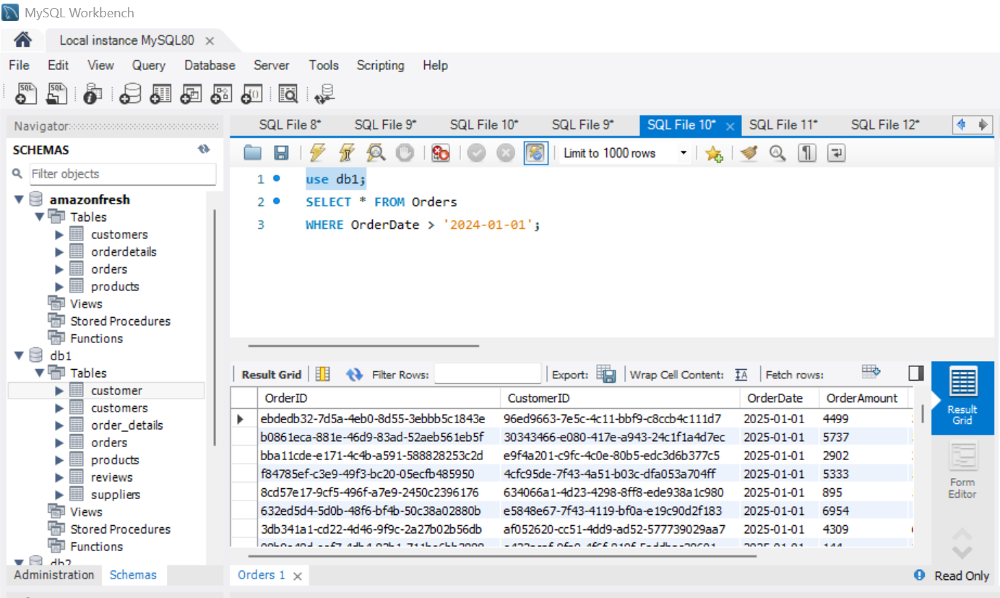 MySQL Workbench
Local instance MySQL80
File Edit View Query Database Server Tools Scripting Help
Navigator
SCHEMAS
Filter objects
amazonfresh
Tables
customers
orderdetails
orders
products
Views
Stored Procedures
Functions
db1
Tables
customer
customers
order_details
orders
products
reviews
suppliers
Views
Stored Procedures
Functions
db2
Administration Schemas
SQL File 8* SQL File 9* SQL File 10* SQL File 9* SQL File 10* SQL File 11* SQL File 12*
Limit to 1000 rows
1 use db1;
2 SELECT * FROM Orders
3 WHERE OrderDate > '2024-01-01';
Result Grid Filter Rows: Export: Wrap Cell Content: Fetch rows:
OrderID CustomerID OrderDate OrderAmount
ebdedb32-7d5a-4eb0-8d55-3ebbb5c1843e 96ed9663-7e5c-4c11-bbf9-c8ccb4c111d7 2025-01-01 4499
b0861eca-881e-46d9-83ad-52aeb561eb5f 30343466-e080-417e-a943-24c1f1a4d7ec 2025-01-01 5737
bba11cde-e171-4c4b-a591-588828253c2d e9f4a201-c9fc-4c0e-80b5-edc3d6b377c5 2025-01-01 2902
f84785ef-c3e9-49f3-bc20-05ecfb485950 4cfc95de-7f43-4a51-b03c-dfa053a704ff 2025-01-01 5333
8cd57e17-9cf5-496f-a7e9-2450c2396176 634066a1-4d23-4298-8ff8-ede938a1c980 2025-01-01 895
632ed5d4-5d0b-48f6-bf4b-50c38a02880b e5848e67-7f43-4119-bf0a-e19c90d2f183 2025-01-01 6954
3db341a1-cd22-4d46-9f9c-2a27b02b56db af052620-cc51-4dd9-ad52-577739029aa7 2025-01-01 4309
2025-01-01 144
Result
Grid
Form
Editor
Orders 1
Read Only